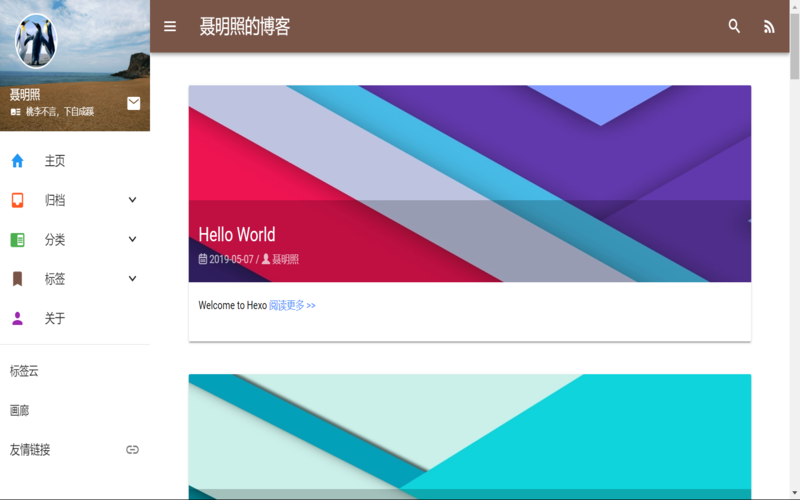 聂明照的博客
聂明照
桃李不言，下自成蹊
主页
归档
分类
标签
关于
标签云
画廊
友情链接
Hello World
2019-05-07 / 聂明照
Welcome to Hexo 阅读更多 >>